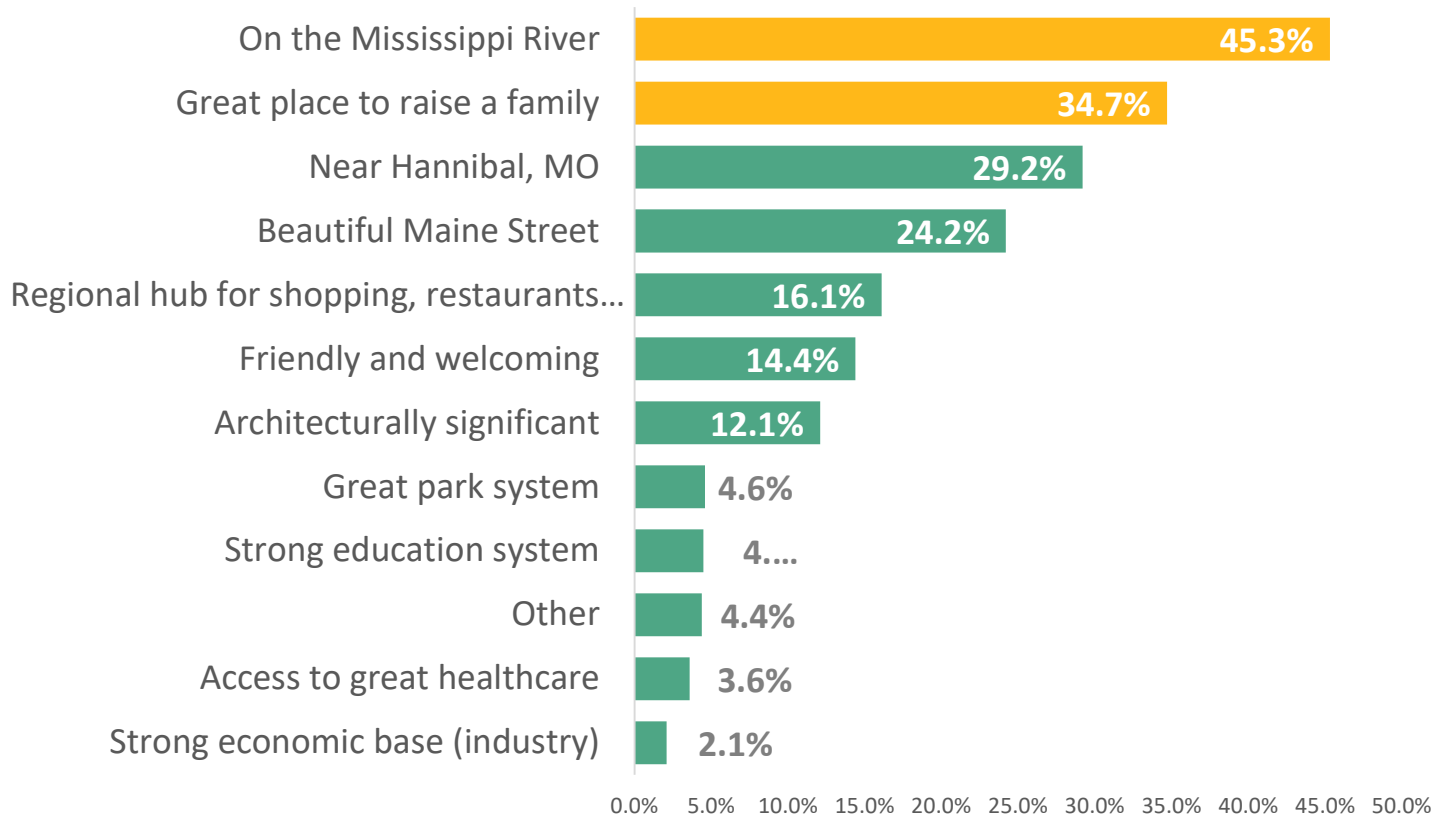 On the Mississippi River 45.3%
Great place to raise a family 34.7%
Near Hannibal, MO 29.2%
Beautiful Maine Street 24.2%
Regional hub for shopping, restaurants... 16.1%
Friendly and welcoming 14.4%
Architecturally significant 12.1%
Great park system 4.6%
Strong education system 4....
Other 4.4%
Access to great healthcare 3.6%
Strong economic base (industry) 2.1%
0.0% 5.0% 10.0% 15.0% 20.0% 25.0% 30.0% 35.0% 40.0% 45.0% 50.0%